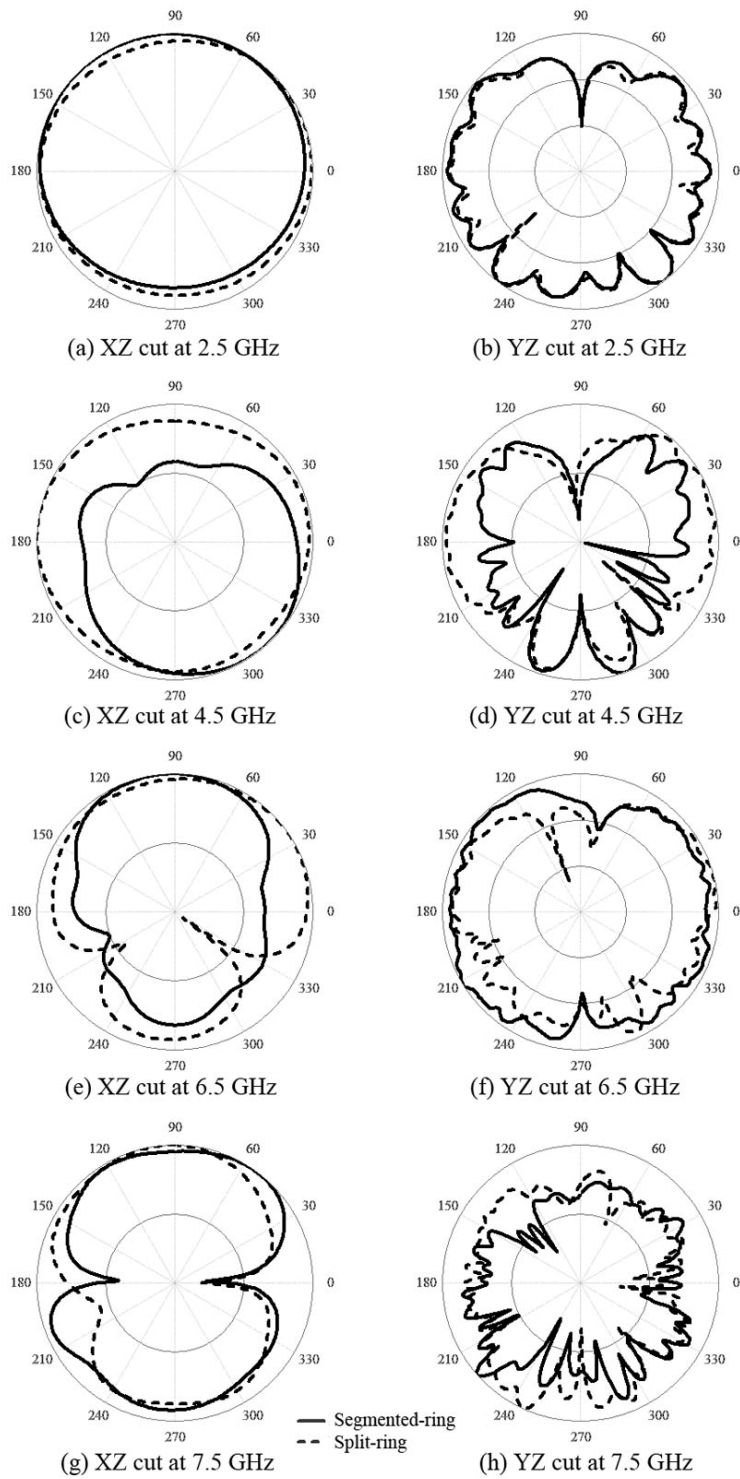 90 90
120 60 120 60
150 30 150 30
180 0 180 0
210 330 210 330
240 300 240 300
270 270
(a) XZ cut at 2.5 GHz (b) YZ cut at 2.5 GHz
90 90
120 60 120 60
150 30 150 30
180 0 180 0
210 330 210 330
240 300 240 300
270 270
(c) XZ cut at 4.5 GHz (d) YZ cut at 4.5 GHz
90 90
120 60 120 60
150 30 150 30
180 0 180 0
210 330 210 330
240 300 240 300
270 270
(e) XZ cut at 6.5 GHz (f) YZ cut at 6.5 GHz
90 90
120 60 120 60
150 30 150 30
180 0 180 0
210 330 210 330
240 300 240 300
270 270
Segmented-ring
Split-ring
(g) XZ cut at 7.5 GHz (h) YZ cut at 7.5 GHz